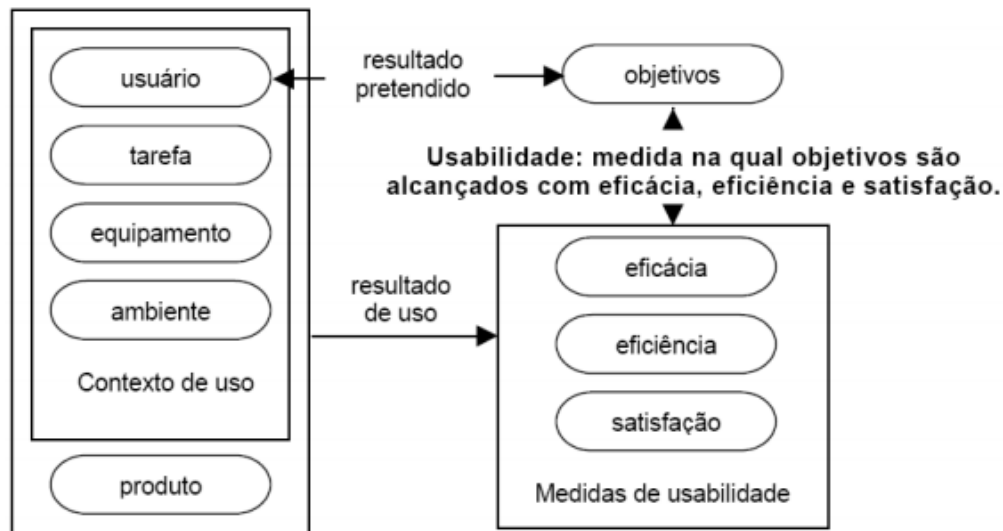 usuário
tarefa
equipamento
ambiente
Contexto de uso
produto
resultado
pretendido
objetivos
Usabilidade: medida na qual objetivos são
alcançados com eficácia, eficiência e satisfação.
resultado
de uso
eficácia
eficiência
satisfação
Medidas de usabilidade